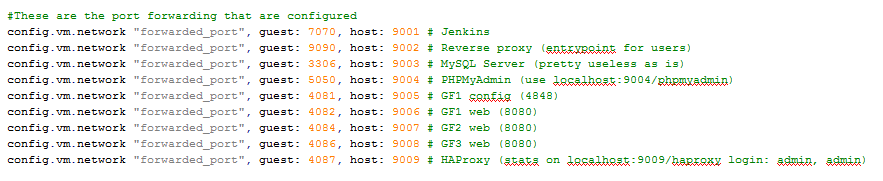 #These are the port forwarding that are configured
config.vm.network "forwarded_port", guest: 7070, host: 9001 # Jenkins
config.vm.network "forwarded_port", guest: 9090, host: 9002 # Reverse proxy (entrypoint for users)
config.vm.network "forwarded_port", guest: 3306, host: 9003 # MySQL Server (pretty useless as is)
config.vm.network "forwarded_port", guest: 5050, host: 9004 # PHPMyAdmin (use localhost:9004/phpmyadmin)
config.vm.network "forwarded_port", guest: 4081, host: 9005 # GF1 config (4848)
config.vm.network "forwarded_port", guest: 4082, host: 9006 # GF1 web (8080)
config.vm.network "forwarded_port", guest: 4084, host: 9007 # GF2 web (8080)
config.vm.network "forwarded_port", guest: 4086, host: 9008 # GF3 web (8080)
config.vm.network "forwarded_port", guest: 4087, host: 9009 # HAProxy (stats on localhost:9009/haproxy login: admin, admin)